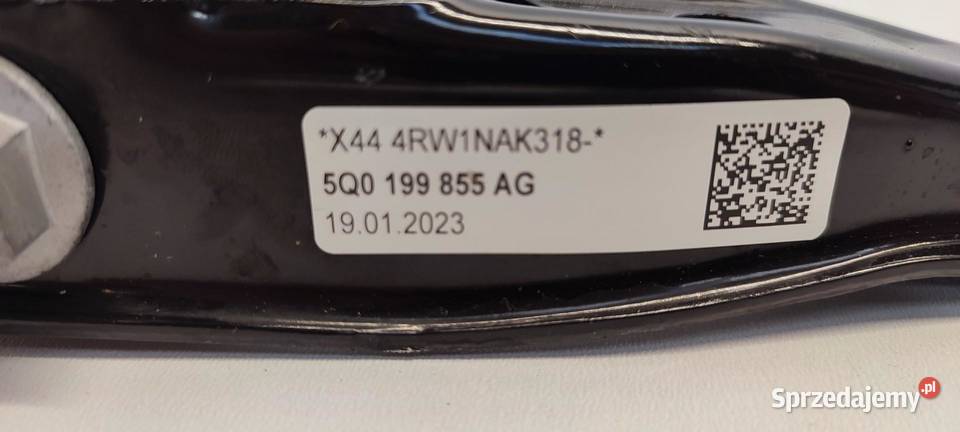 *X44 4RW1NAK318-*
5Q0 199 855 AG
19.01.2023
Sprzedajemy.pl